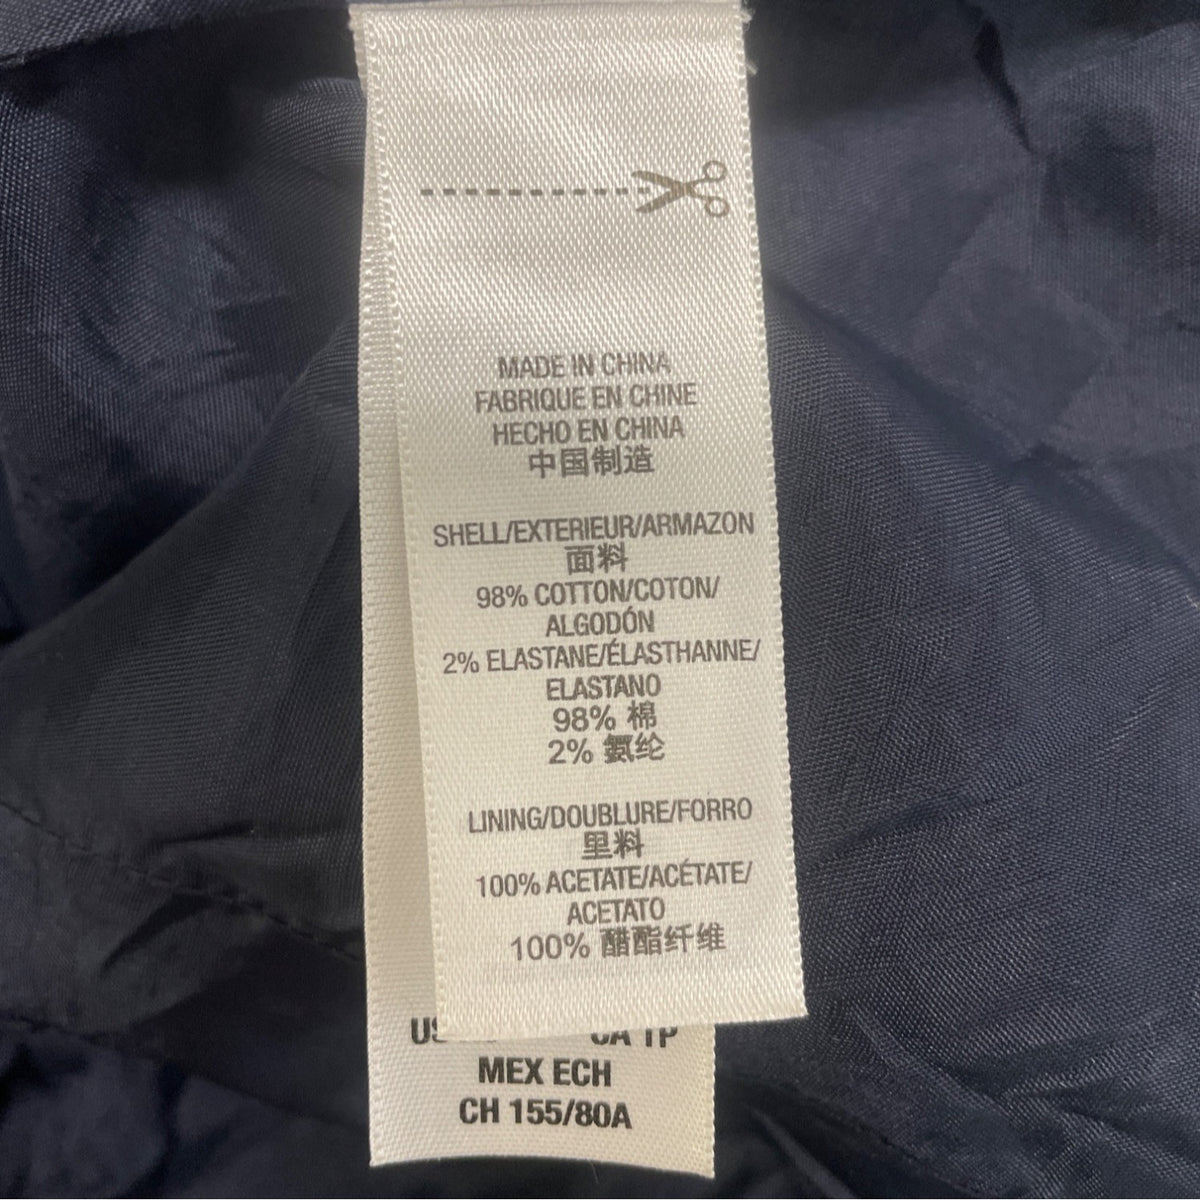 MADE IN CHINA
FABRIQUE EN CHINE
HECHO EN CHINA
中国制造
SHELL/EXTERIEUR/ARMAZON
面料
98% COTTON/COTON/
ALGODÓN
2% ELASTANE/ÉLASTHANNE/
ELASTANO
98% 棉
2% 氨纶
LINING/DOUBLURE/FORRO
里料
100% ACETATE/ACÉTATE/
ACETATO
100% 醋酯纤维
CA TP
MEX ECH
CH 155/80A